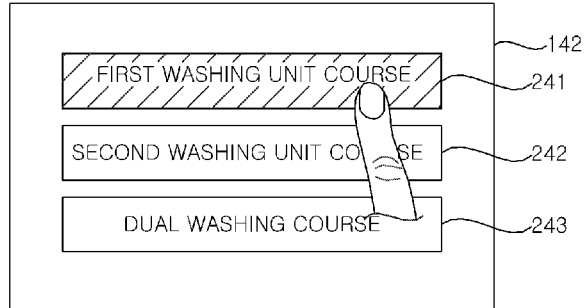 142
FIRST WASHING UNIT COURSE
241
SECOND WASHING UNIT COURSE
242
DUAL WASHING COURSE
243